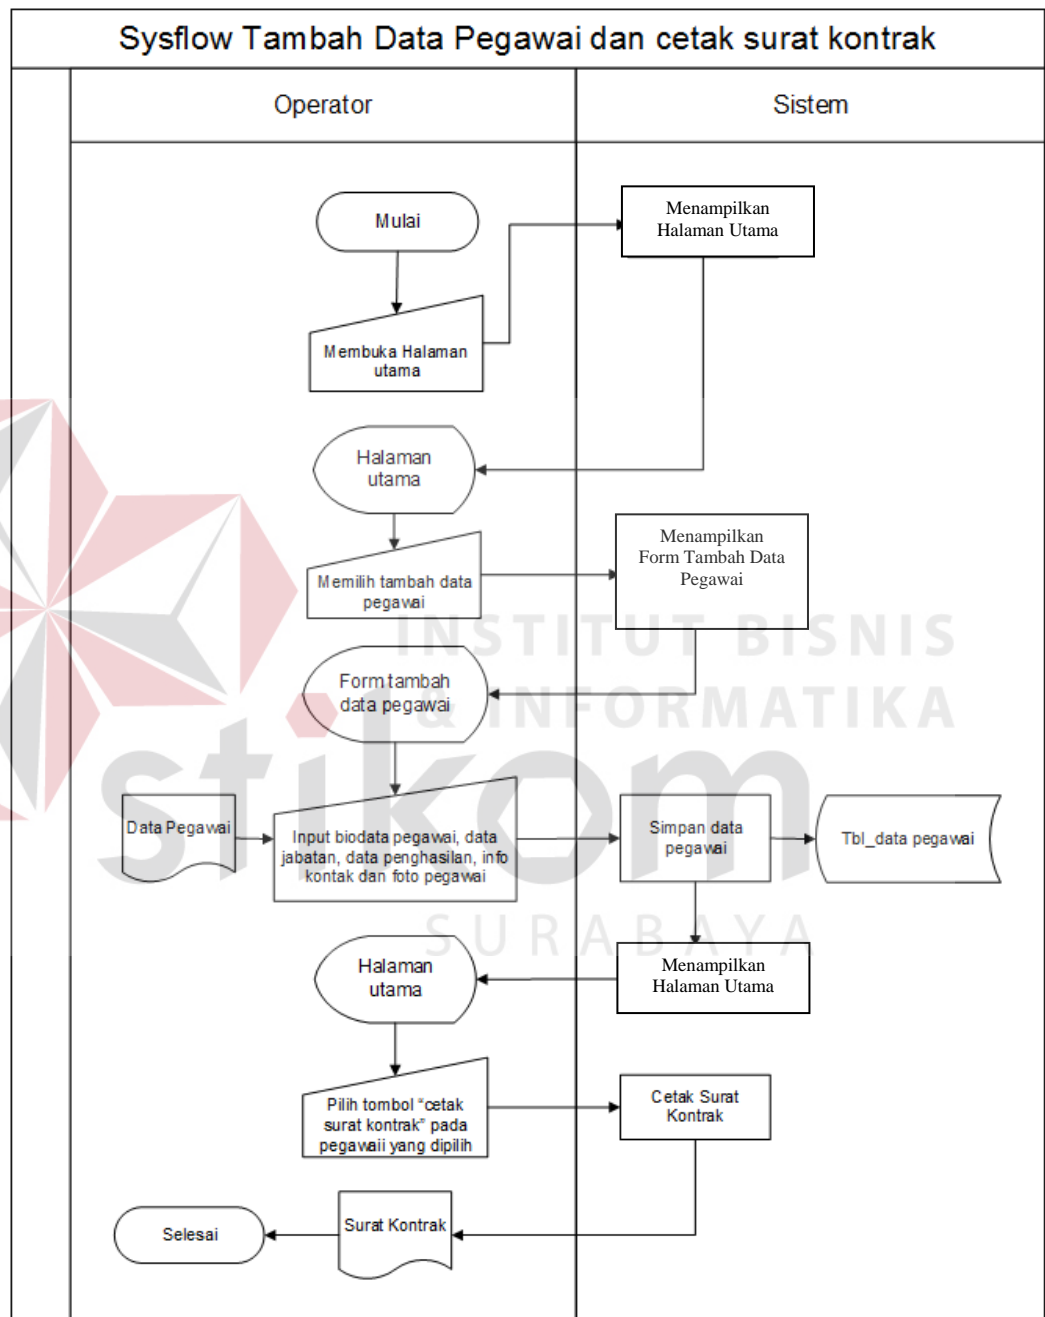 Sysflow Tambah Data Pegawai dan cetak surat kontrak
Operator
Sistem
Mulai
Menampilkan
Halaman Utama
Membuka Halaman
utama
Halaman
utama
Memilih tambah data
pegawai
Menampilkan
Form Tambah Data
Pegawai
Form tambah
data pegawai
Data Pegawai
Input biodata pegawai, data
jabatan, data penghasilan, info
kontak dan foto pegawai
Simpan data
pegawai
Tbl_data pegawai
Halaman
utama
Menampilkan
Halaman Utama
Pilih tombol “cetak
surat kontrak” pada
pegawaii yang dipilih
Cetak Surat
Kontrak
Surat Kontrak
Selesai
INSTITUT BISNIS
& INFORMATIKA
stikom
SURABAYA